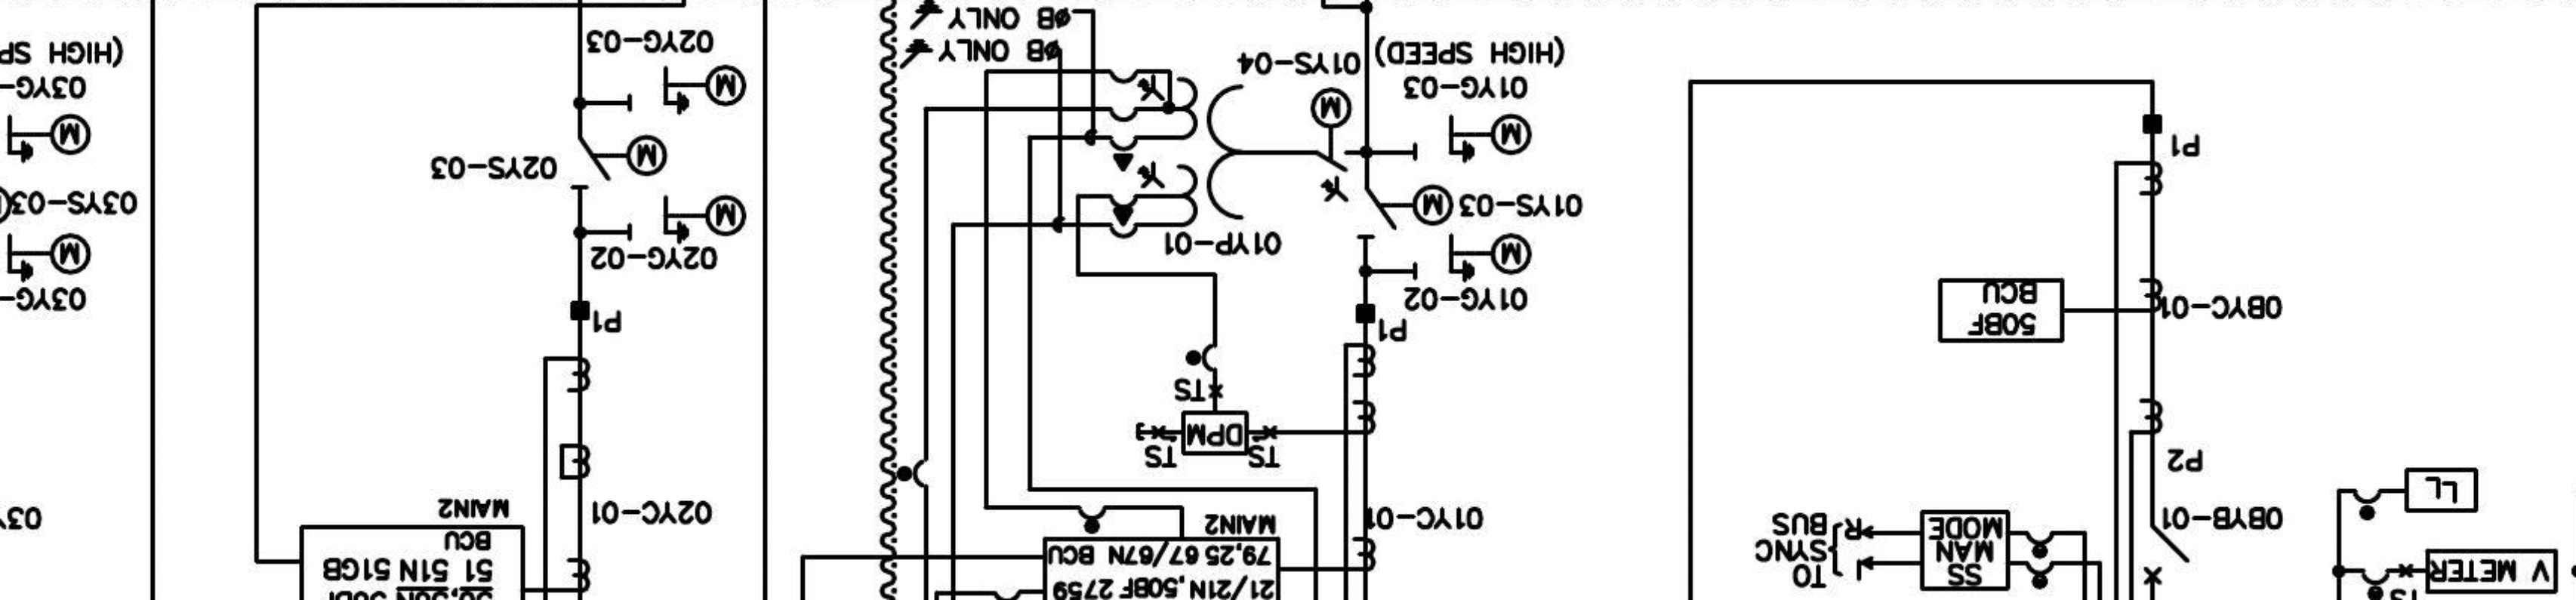 V METER
TS
LL
0BYB-01
SS
MAN
MODE
TO
SYNC
BUS
R
P2
50BF
BCU
0BYC-01
P1
21/21N,50BF 2759
79,25 67/67N BCU
MAIN2
01YC-01
TS
DPM
TS
TS
P1
01YG-02
M
01YS-03
M
M
01YG-03
(HIGH SPEED)
M
01YS-04
01YP-01
ØB ONLY
ØB ONLY
51 51N 51GB
BCU
MAIN2
02YC-01
P1
02YG-02
M
02YS-03
M
M
02YG-03
03Y
03YG-
M
03YS-03
M
03YG-
(HIGH SP